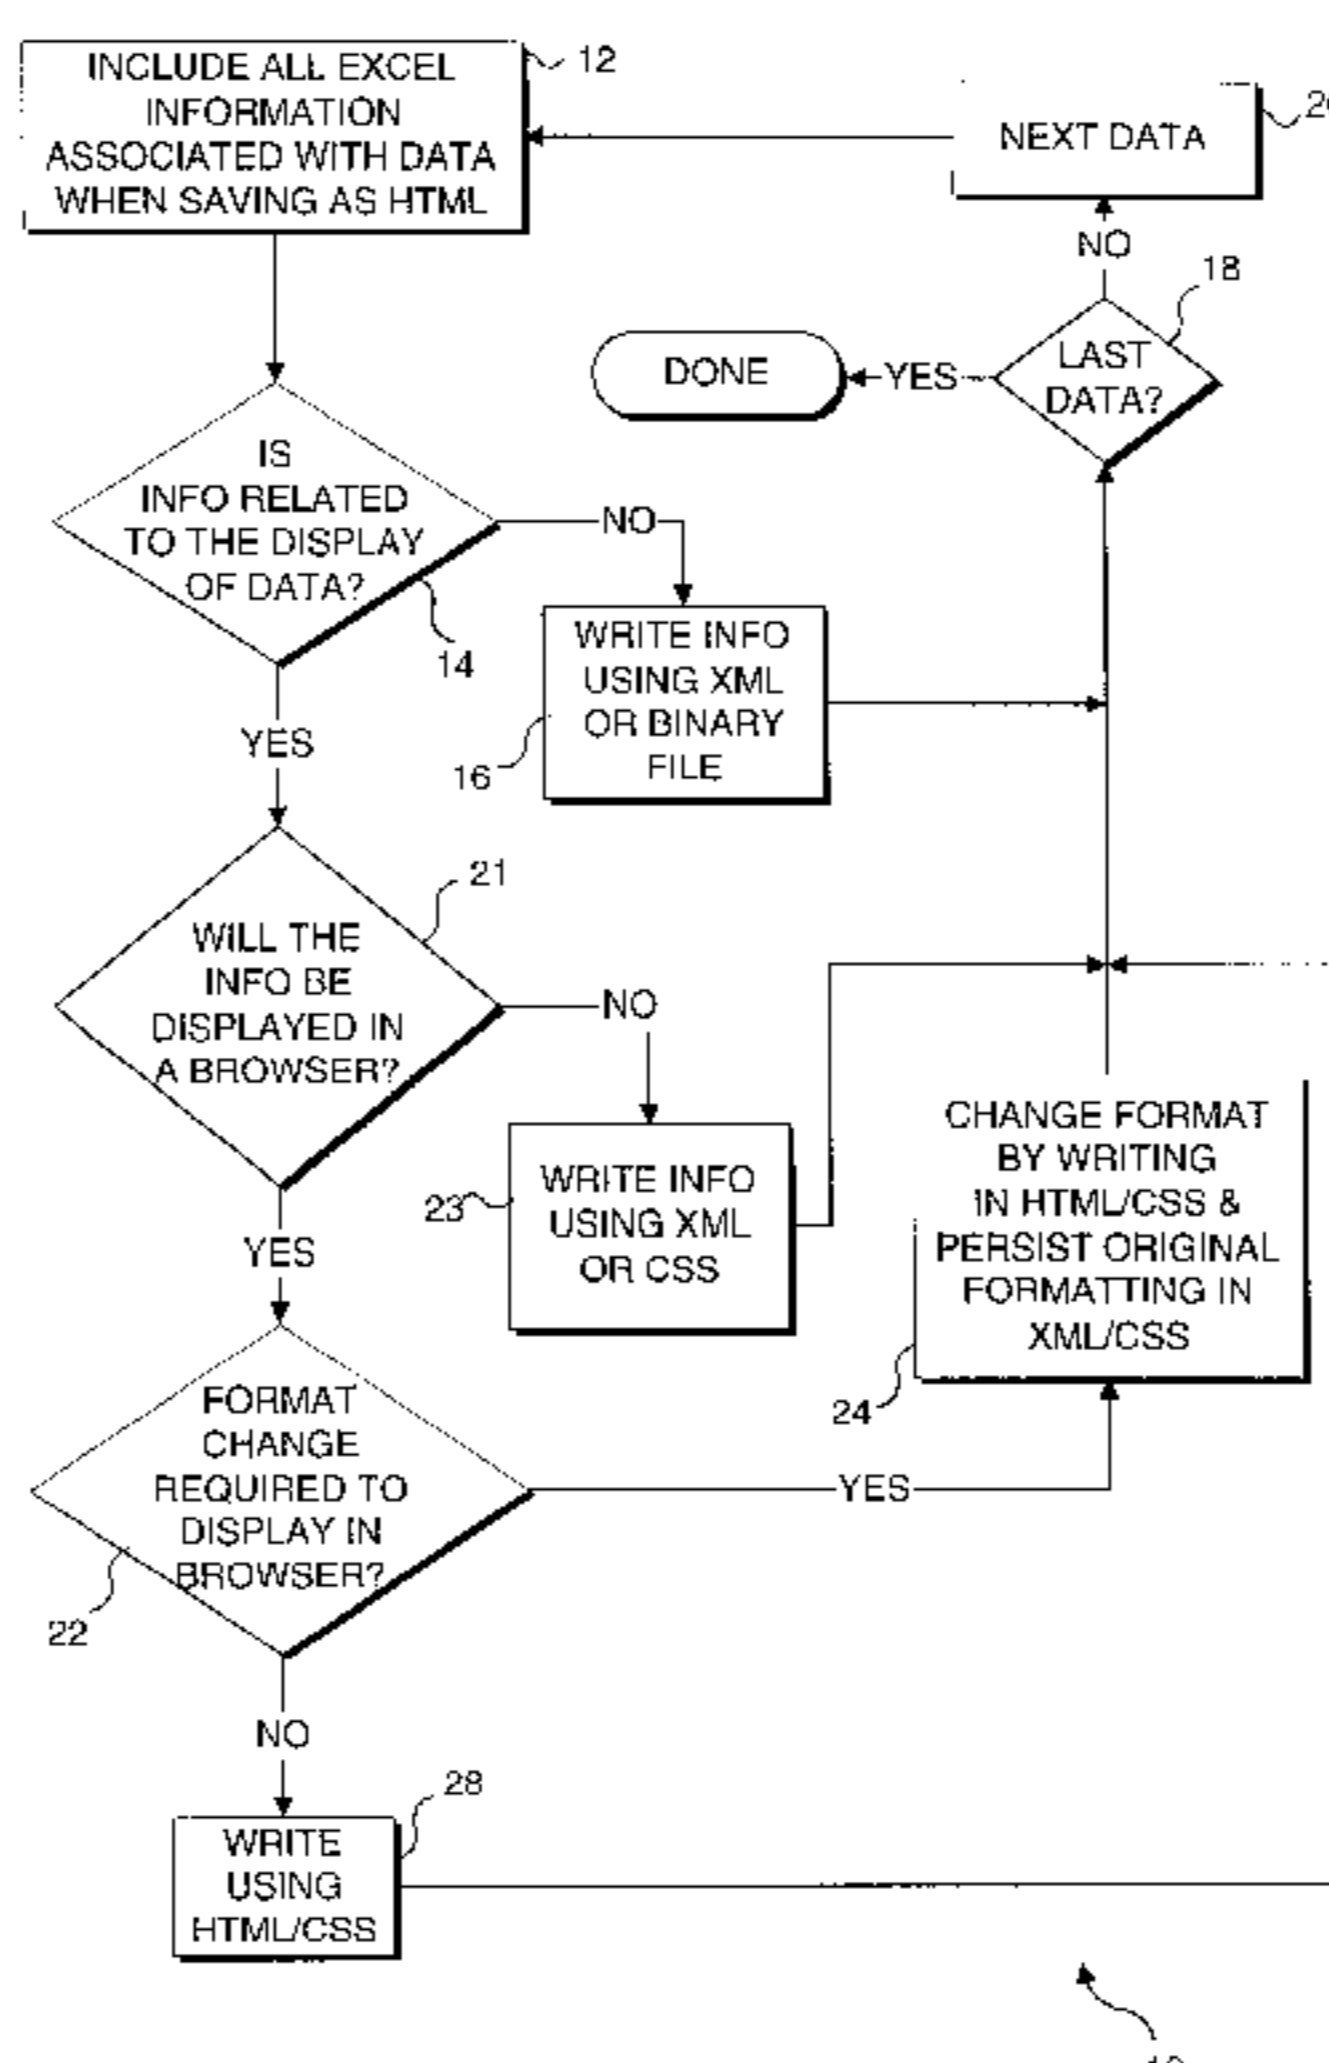 INCLUDE ALL EXCEL
INFORMATION
ASSOCIATED WITH DATA
WHEN SAVING AS HTML
12
NEXT DATA
NO
18
LAST
DATA?
YES
DONE
IS
INFO RELATED
TO THE DISPLAY
OF DATA?
14
NO
WRITE INFO
USING XML
OR BINARY
FILE
16
YES
21
WILL THE
INFO BE
DISPLAYED IN
A BROWSER?
NO
WRITE INFO
USING XML
OR CSS
23
CHANGE FORMAT
BY WRITING
IN HTML/CSS &
PERSIST ORIGINAL
FORMATTING IN
XML/CSS
24
YES
FORMAT
CHANGE
REQUIRED TO
DISPLAY IN
BROWSER?
22
YES
NO
28
WRITE
USING
HTML/CSS